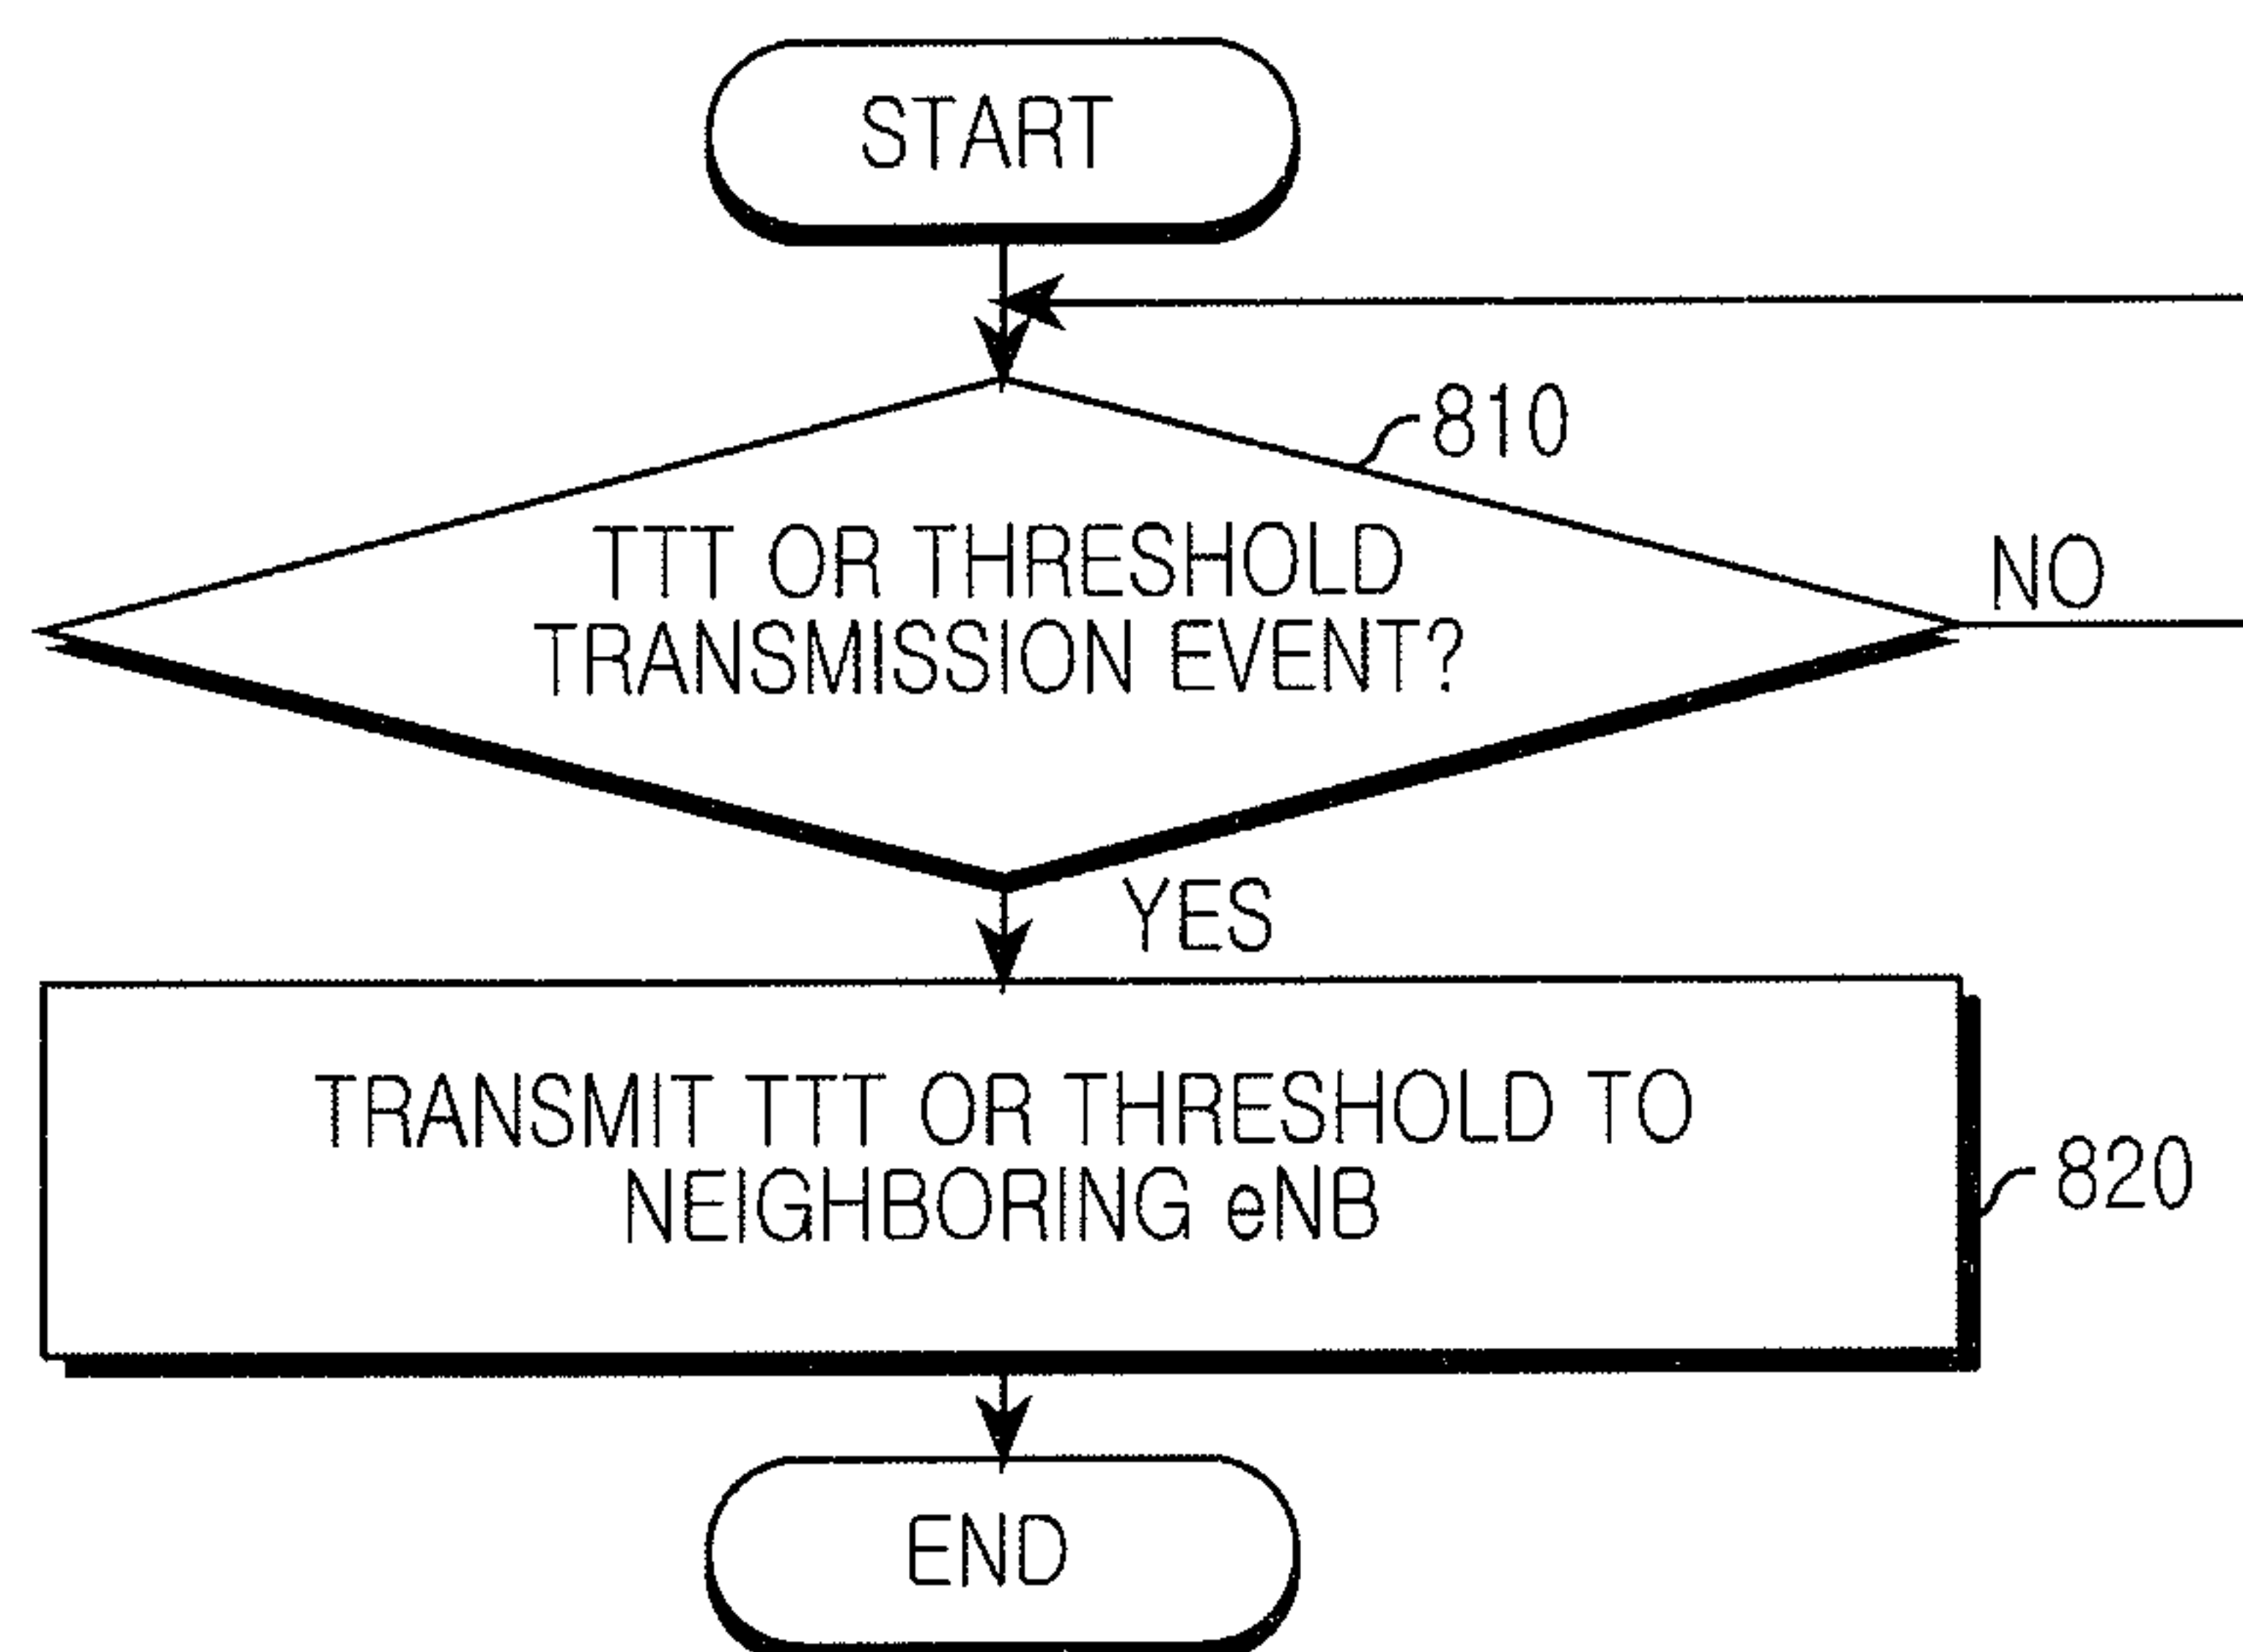 START
810
TTT OR THRESHOLD
TRANSMISSION EVENT?
NO
YES
TRANSMIT TTT OR THRESHOLD TO
NEIGHBORING eNB
820
END